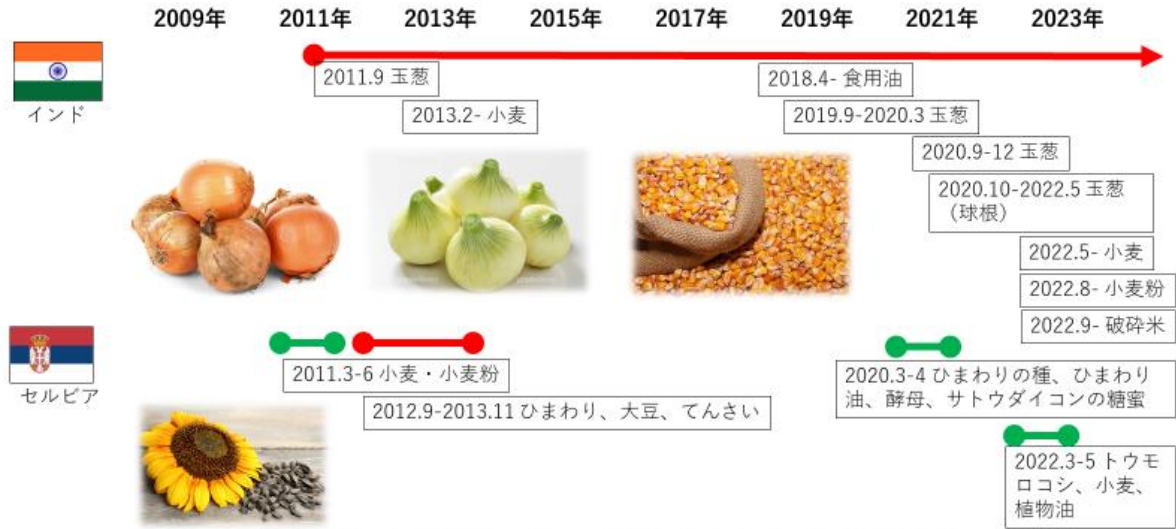 2009年 2011年 2013年 2015年 2017年 2019年 2021年 2023年
インド
2011.9 玉葱
2018.4- 食用油
2013.2- 小麦
2019.9-2020.3 玉葱
2020.9-12 玉葱
2020.10-2022.5 玉葱
（球根）
2022.5- 小麦
2022.8- 小麦粉
2022.9- 破砕米
セルビア
2011.3-6 小麦・小麦粉
2012.9-2013.11 ひまわり、大豆、てんさい
2020.3-4 ひまわりの種、ひまわり
油、酵母、サトウダイコンの糖蜜
2022.3-5 トウモ
ロコシ、小麦、
植物油